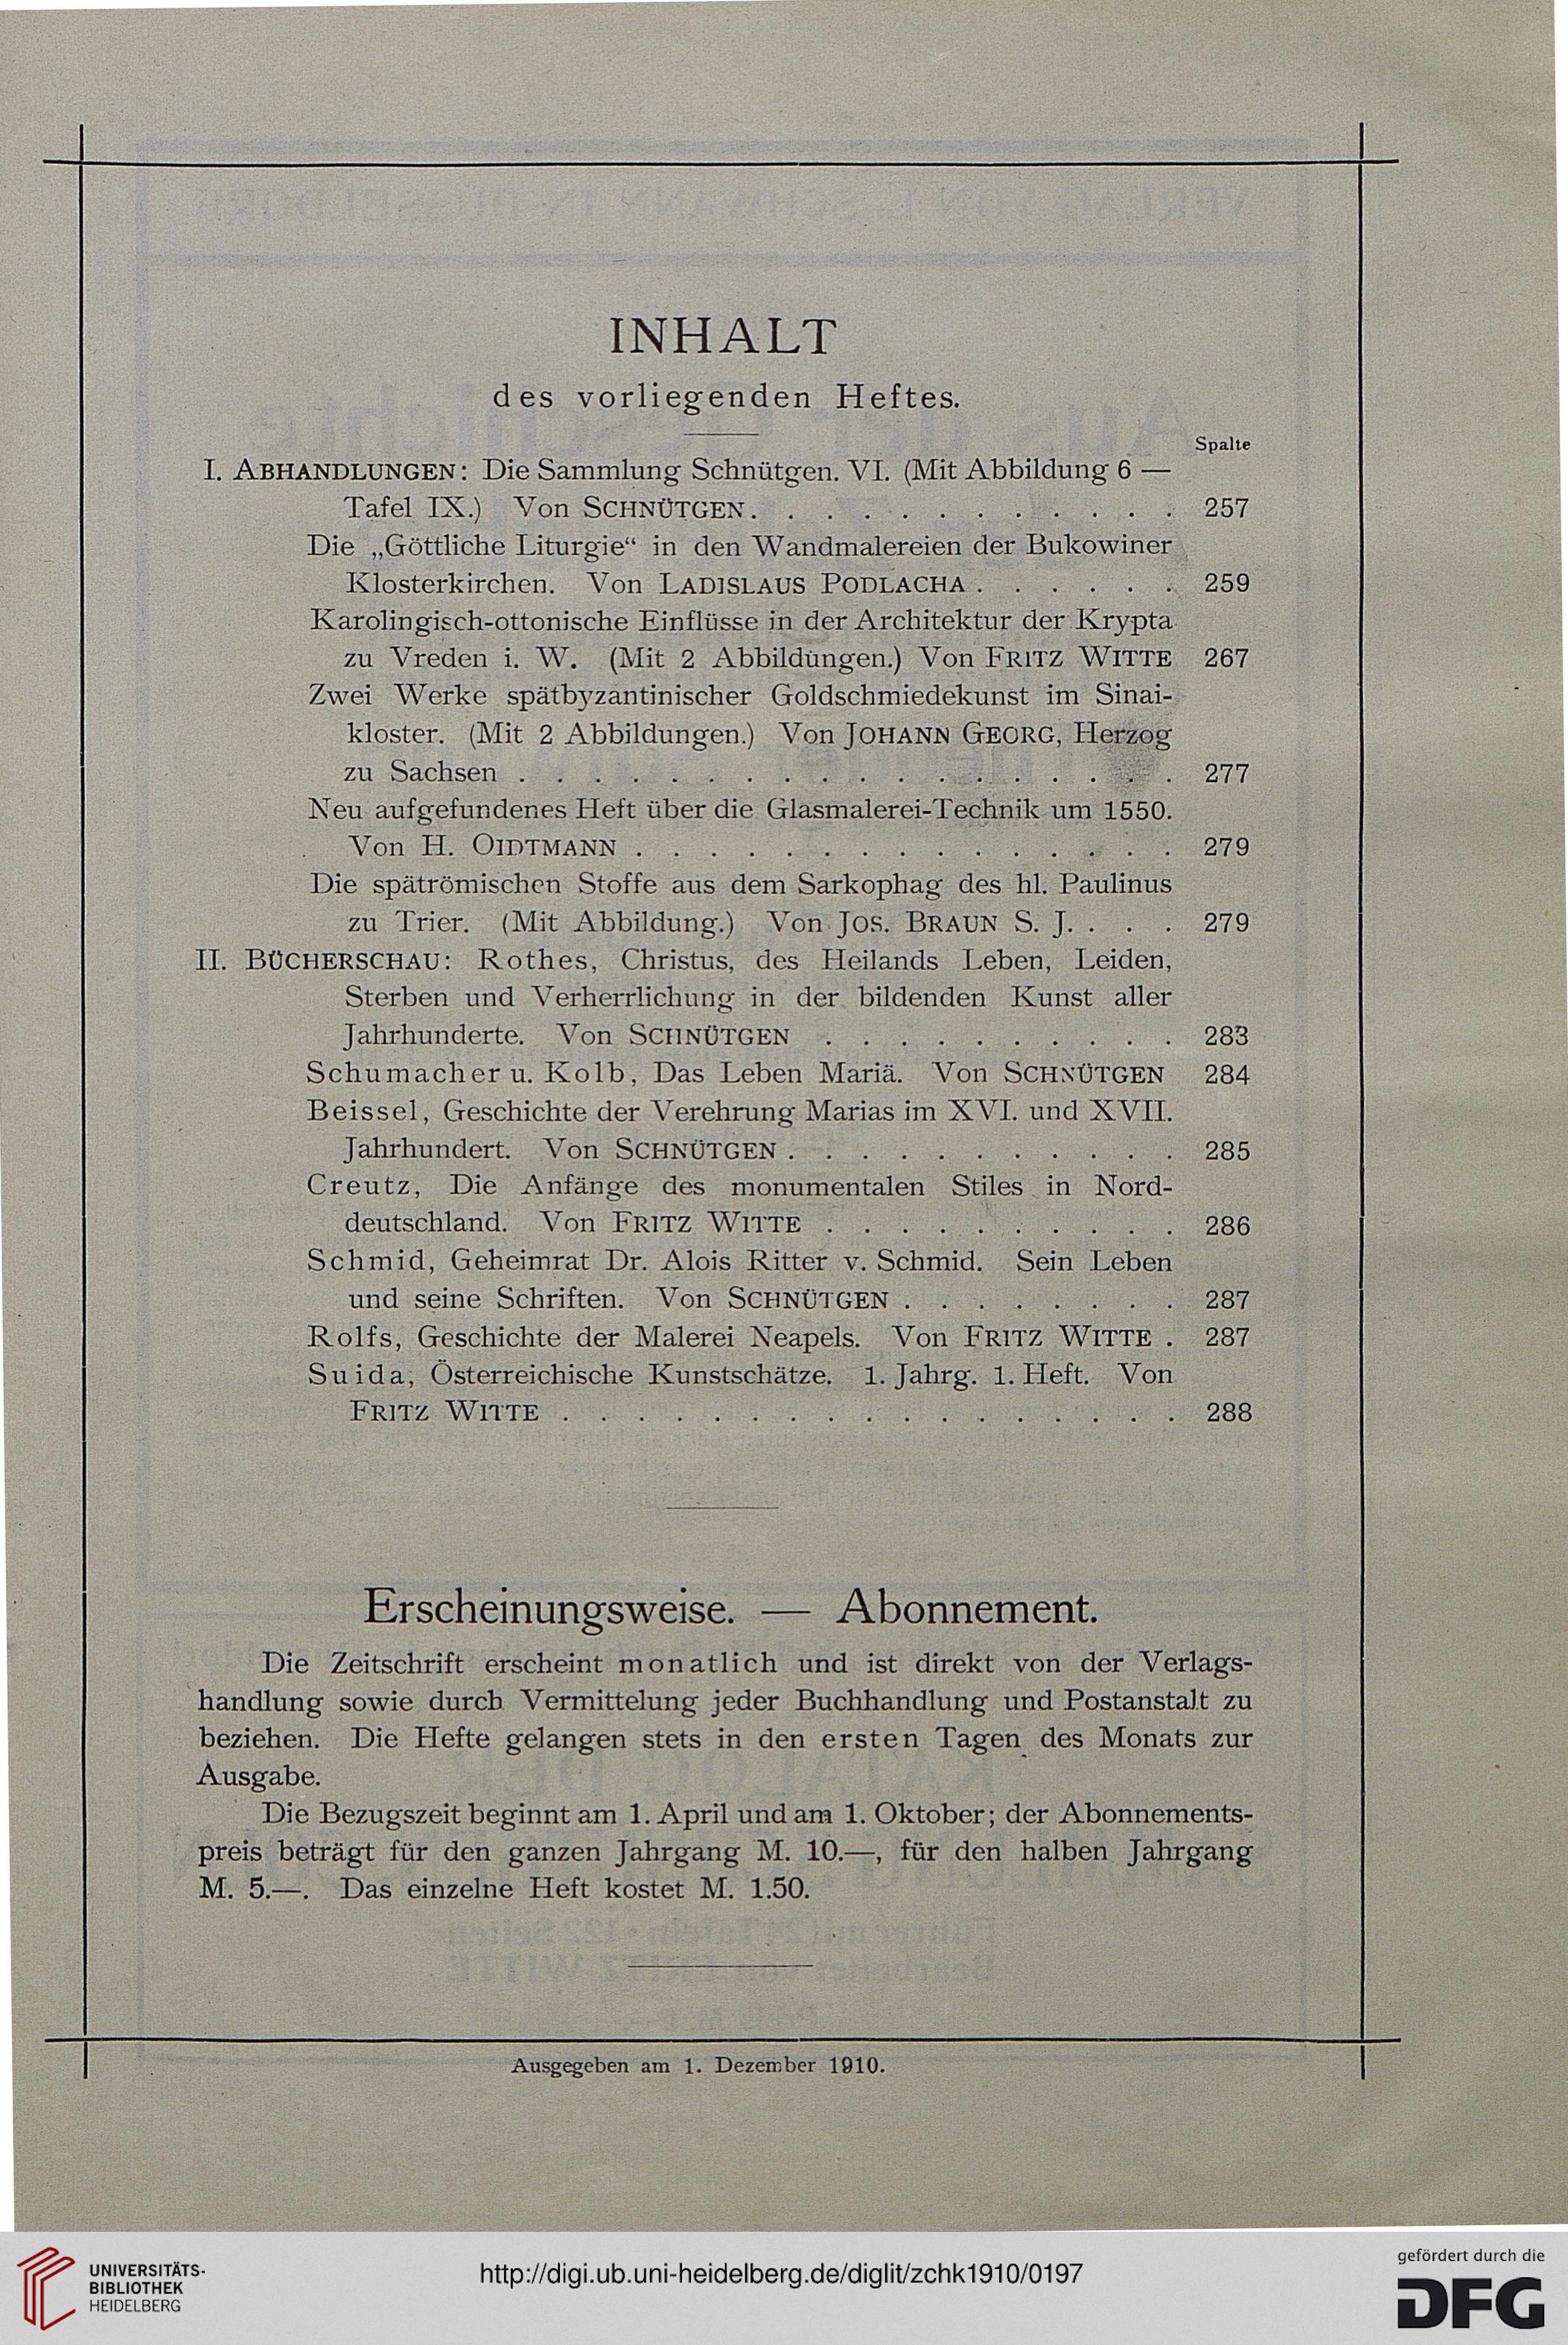 INHALT
des vorliegenden Heftes.
Spalte
I. ABHANDLUNGEN: Die Sammlung Schnütgen. VI. (Mit Abbildung 6 —
Tafel IX.) Von SCHNÜTGEN. . . . . . . . . . . . 257
Die „Göttliche Liturgie“ in den Wandmalereien der Bukowiner
Klosterkirchen. Von LADISLAUS PODLACHA . . . . . . 259
Karolingisch-ottonische Einflüsse in der Architektur der Krypta
zu Vreden i. W. (Mit 2 Abbildungen.) Von FRITZ WITTE 267
Zwei Werke spätbyzantinischer Goldschmiedekunst im Sinai-
kloster. (Mit 2 Abbildungen.) Von JOHANN GEORG, Herzog
zu Sachsen . . . . . . . . . . . . . . . . . . 277
Neu aufgefundenes Heft über die Glasmalerei-Technik um 1550.
Von H. OIDTMANN . . . . . . . . . . . . . . . 279
Die spätrömischen Stoffe aus dem Sarkophag des hl. Paulinus
zu Trier. (Mit Abbildung.) Von JOS. BRAUN S. J. . . . 279
II. BÜCHERSCHAU: Rothes, Christus, des Heilands Leben, Leiden,
Sterben und Verherrlichung in der bildenden Kunst aller
Jahrhunderte. Von SCHNÜTGEN . . . . . . . . . . 283
Schumacher u. Kolb, Das Leben Mariä. Von SCHNÜTGEN 284
Beissel, Geschichte der Verehrung Marias im XVI. und XVII.
Jahrhundert. Von SCHNÜTGEN . . . . . . . . . . . 285
Creutz, Die Anfänge des monumentalen Stiles in Nord-
deutschland. Von FRITZ WITTE . . . . . . . . . . 286
Schmid, Geheimrat Dr. Alois Ritter v. Schmid. Sein Leben
und seine Schriften. Von SCHNÜTGEN . . . . . . . . 287
Rolfs, Geschichte der Malerei Neapels. Von FRITZ WITTE . 287
Suida, Österreichische Kunstschätze. 1. Jahrg. 1. Heft. Von
FRITZ WITTE . . . . . . . . . . . . . . . . . 288
Erscheinungsweise. — Abonnement.
Die Zeitschrift erscheint monatlich und ist direkt von der Verlags-
handlung sowie durch Vermittelung jeder Buchhandlung und Postanstalt zu
beziehen. Die Hefte gelangen stets in den ersten Tagen des Monats zur
Ausgabe.
Die Bezugszeit beginnt am 1. April und am 1. Oktober; der Abonnements-
preis beträgt für den ganzen Jahrgang M. 10.—, für den halben Jahrgang
M. 5.—. Das einzelne Heft kostet M. 1.50.
Ausgegeben am 1. Dezember 1910.
UNIVERSITÄTS-
BIBLIOTHEK
HEIDELBERG
http://digi.ub.uni-heidelberg.de/diglit/zchk1910/0197
gefördert durch die
DFG